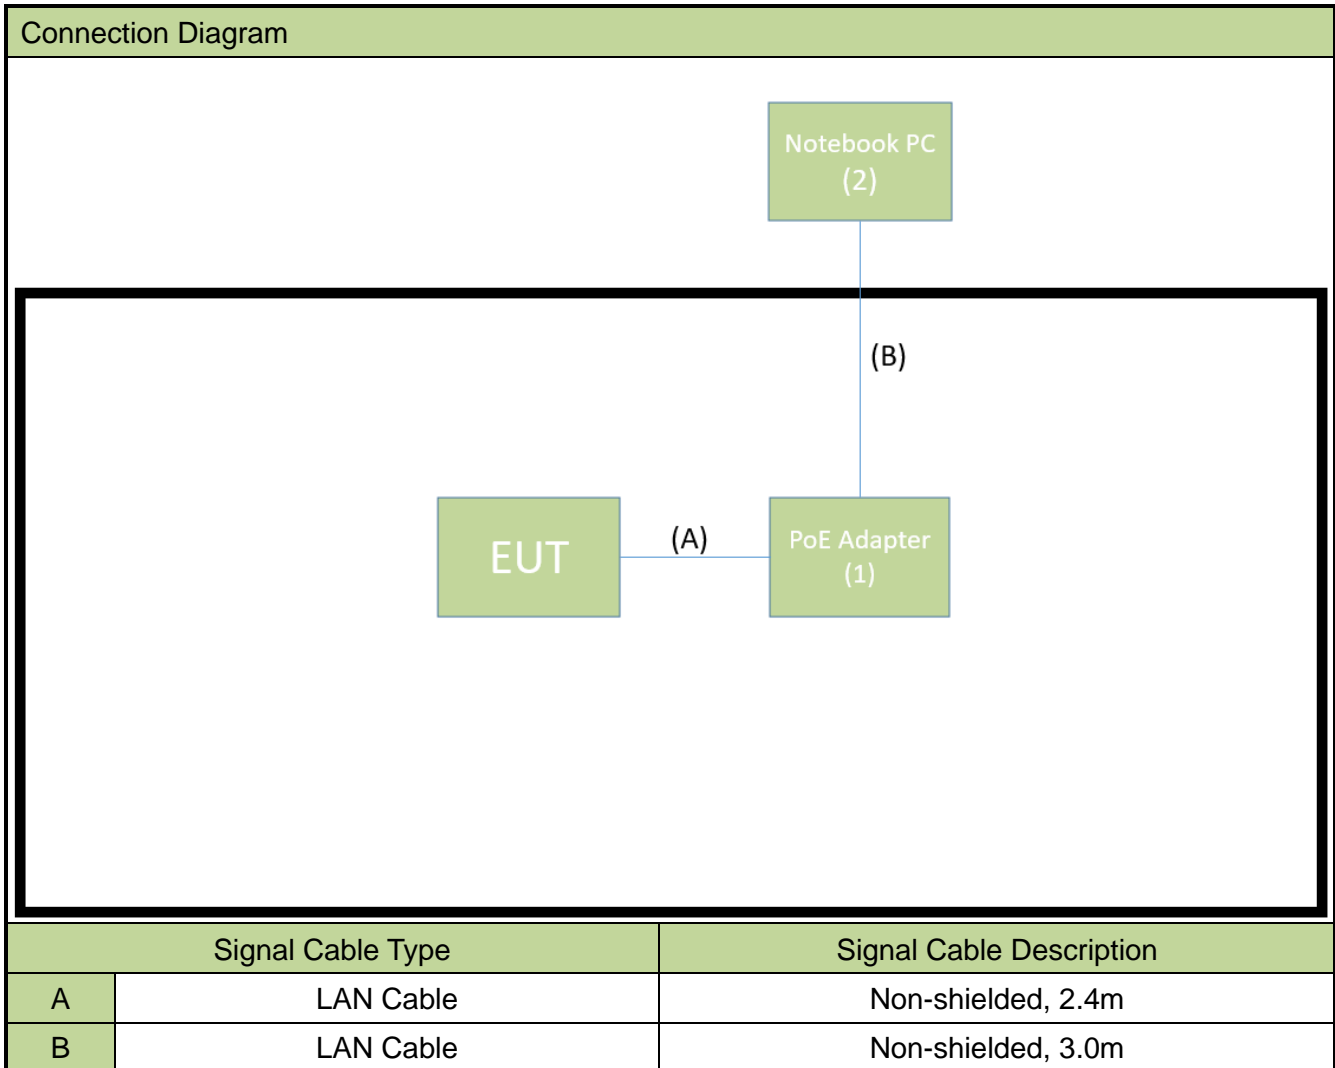 Connection Diagram
Notebook PC
(2)
(B)
EUT
(A)
PoE Adapter
(1)
Signal Cable Type Signal Cable Description
A LAN Cable Non-shielded, 2.4m
B LAN Cable Non-shielded, 3.0m